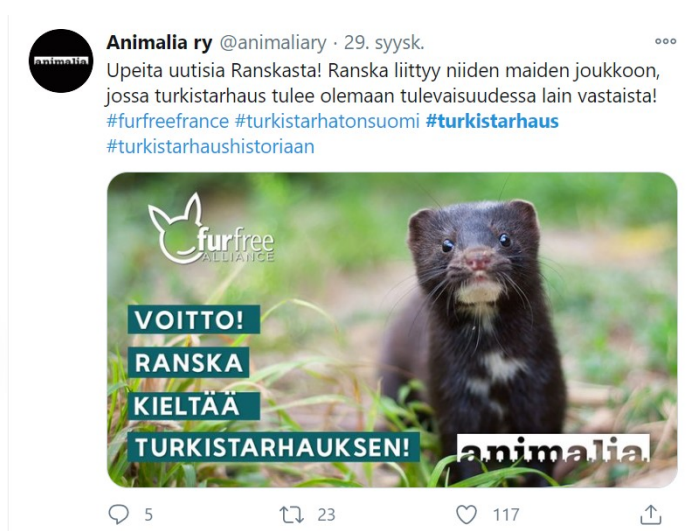 Animalia ry @animaliary · 29. syysk.
animalia
Upeita uutisia Ranskasta! Ranska liittyy niiden maiden joukkoon,
jossa turkistarhaus tulee olemaan tulevaisuudessa lain vastaista!
#furfreefrance #turkistarhatonsuomi #turkistarhaus
#turkistarhaushistoriaan
furfree
ALLIANCE
VOITTO!
RANSKA
KIELTÄÄ
TURKISTARHAUKSEN!
animalia
5 23 117